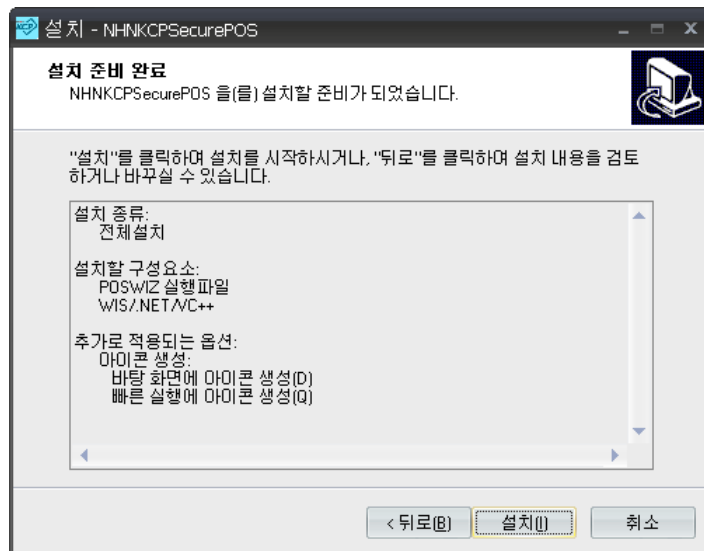 KCP 설치 - NHNKCPSecurePOS
설치 준비 완료
NHNKCPSecurePOS 을(를) 설치할 준비가 되었습니다.
"설치"를 클릭하여 설치를 시작하시거나, "뒤로"를 클릭하여 설치 내용을 검토
하거나 바꾸실 수 있습니다.
설치 종류:
전체설치
설치할 구성요소:
POSWIZ 실행파일
WIS/.NET/VC++
추가로 적용되는 옵션:
아이콘 생성:
바탕 화면에 아이콘 생성(D)
빠른 실행에 아이콘 생성(Q)
< 뒤로(B) 설치(I) 취소